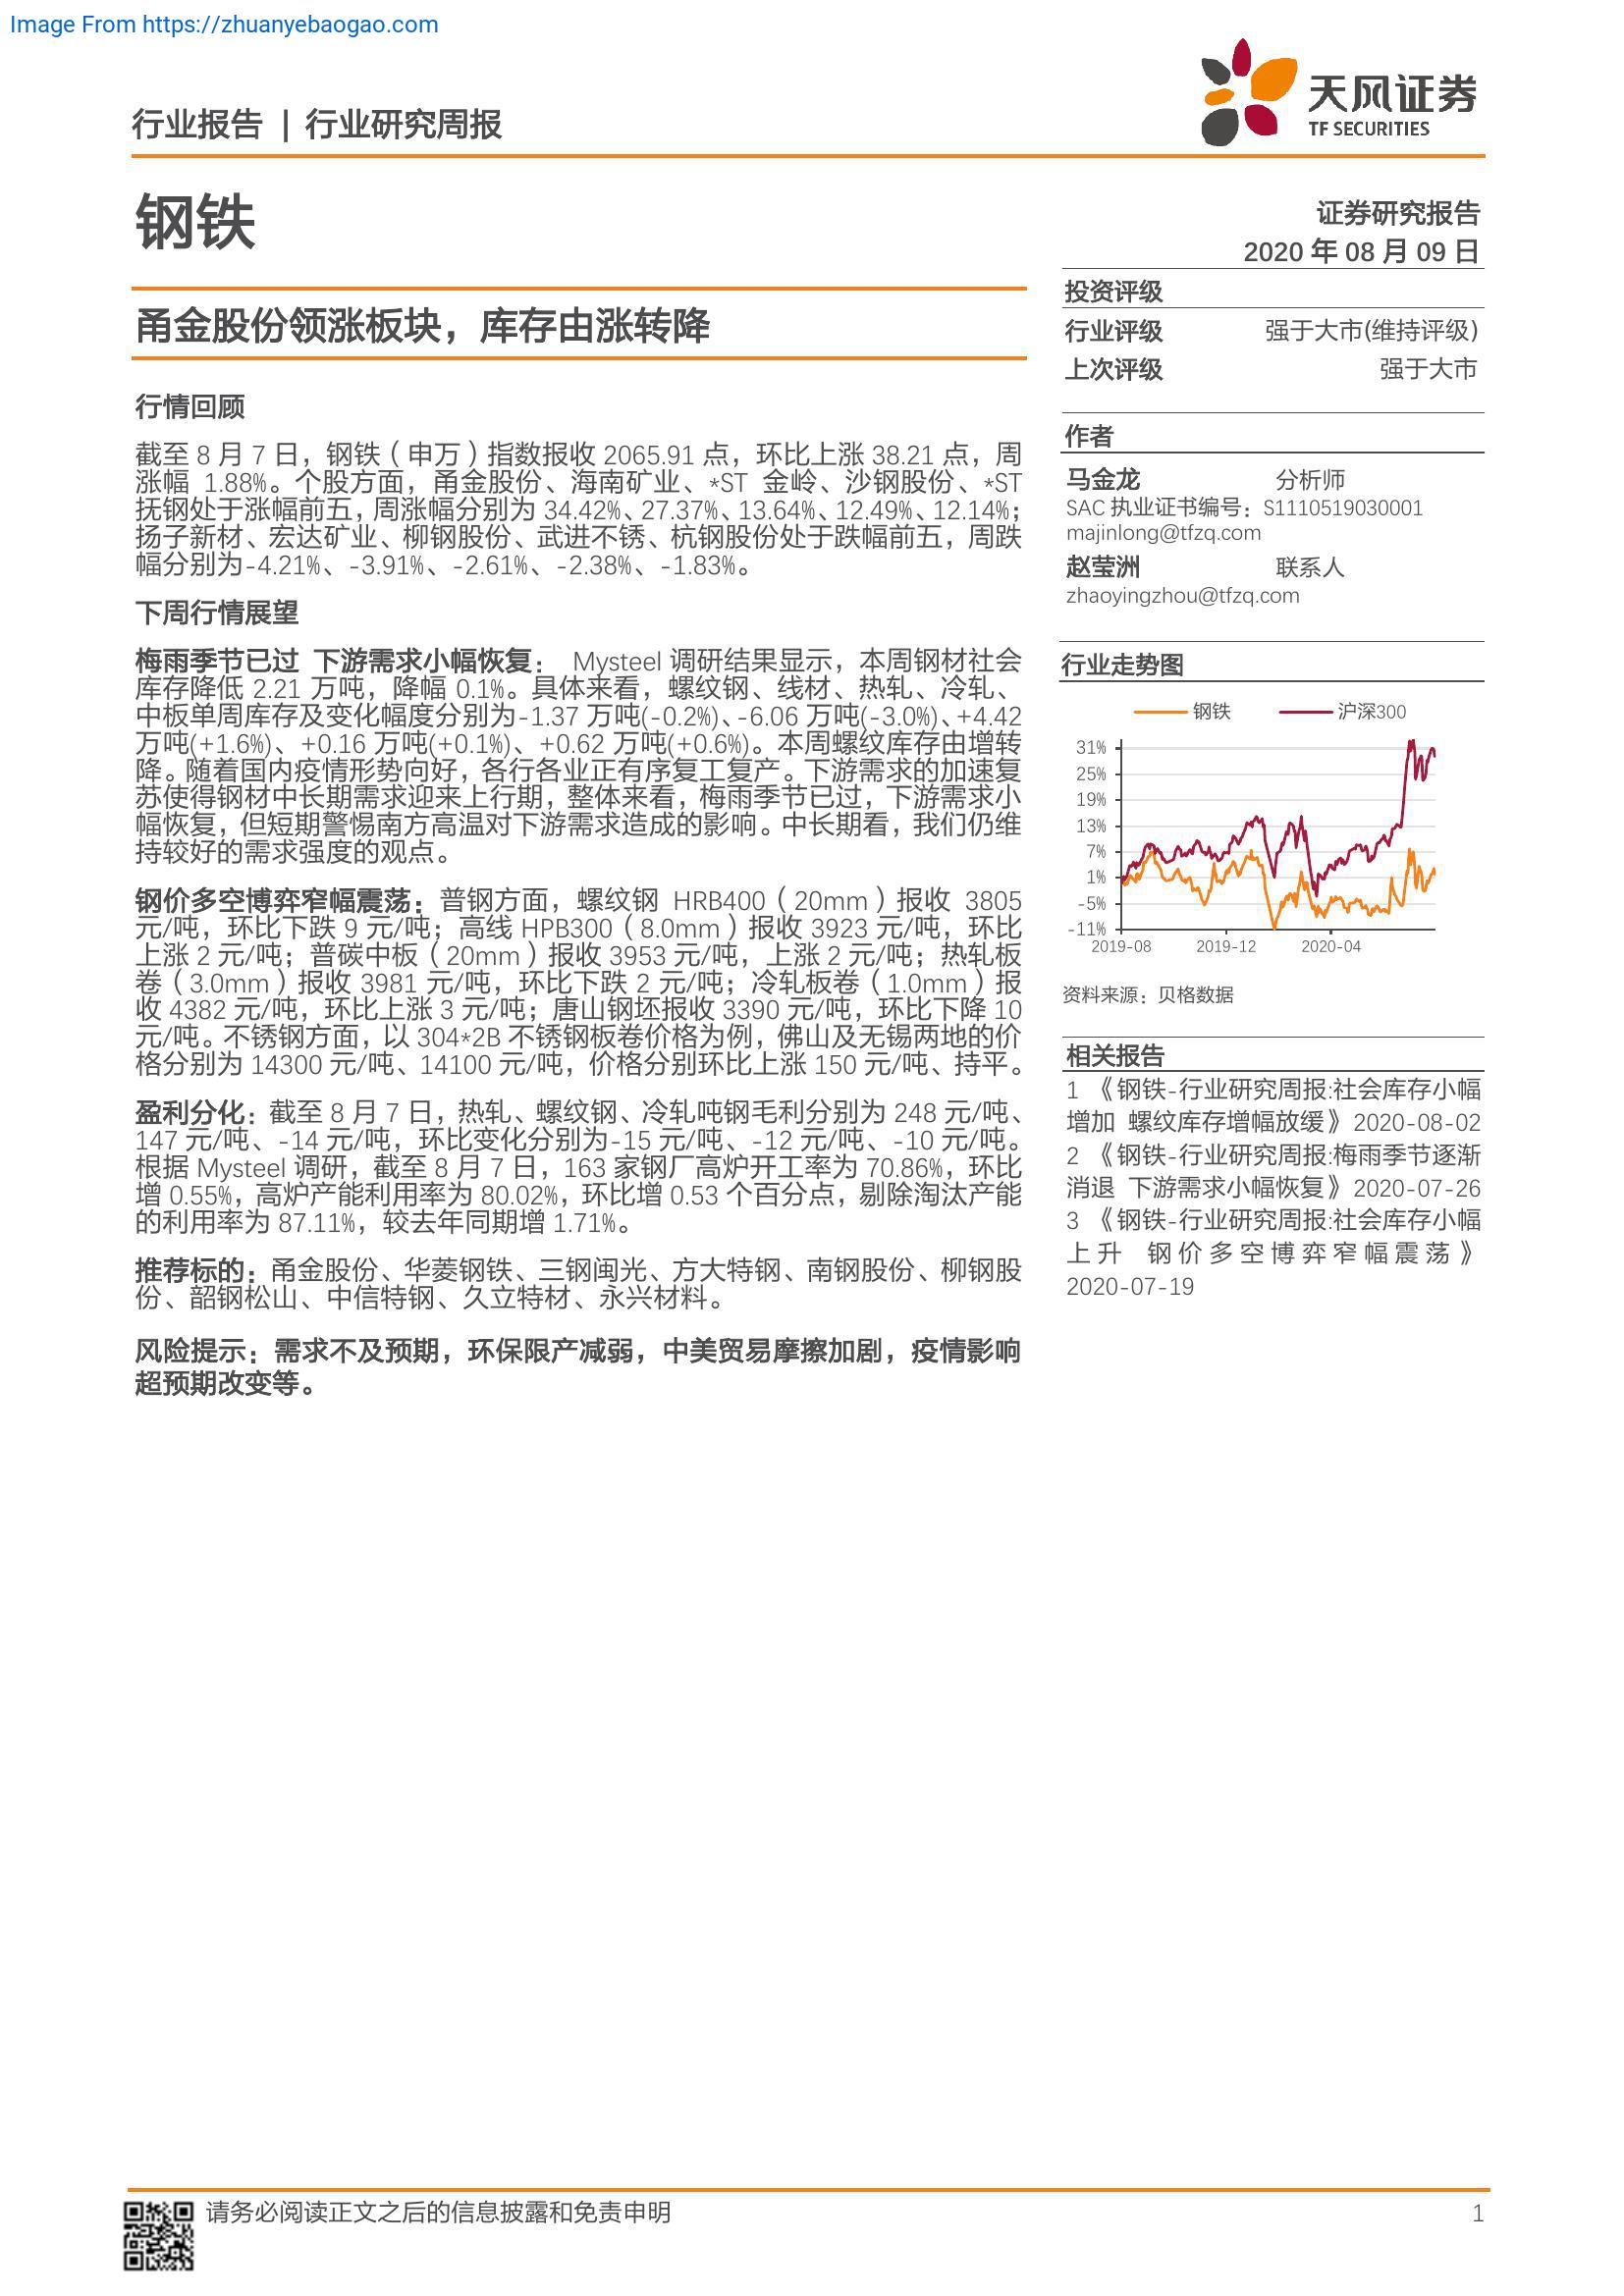 Image From https://zhuanyebaogao.com
行业报告 | 行业研究周报
天风证券
TF SECURITIES
钢铁
证券研究报告
2020 年 08 月 09 日
甬金股份领涨板块，库存由涨转降
投资评级
行业评级 强于大市(维持评级)
上次评级 强于大市
行情回顾
截至 8 月 7 日，钢铁（申万）指数报收 2065.91 点，环比上涨 38.21 点，周
涨幅 1.88%。个股方面，甬金股份、海南矿业、*ST 金岭、沙钢股份、*ST
抚钢处于涨幅前五，周涨幅分别为 34.42%、27.37%、13.64%、12.49%、12.14%；
扬子新材、宏达矿业、柳钢股份、武进不锈、杭钢股份处于跌幅前五，周跌
幅分别为-4.21%、-3.91%、-2.61%、-2.38%、-1.83%。
下周行情展望
梅雨季节已过 下游需求小幅恢复： Mysteel 调研结果显示，本周钢材社会
库存降低 2.21 万吨，降幅 0.1%。具体来看，螺纹钢、线材、热轧、冷轧、
中板单周库存及变化幅度分别为-1.37 万吨(-0.2%)、-6.06 万吨(-3.0%)、+4.42
万吨(+1.6%)、+0.16 万吨(+0.1%)、+0.62 万吨(+0.6%)。本周螺纹库存由增转
降。随着国内疫情形势向好，各行各业正有序复工复产。下游需求的加速复
苏使得钢材中长期需求迎来上行期，整体来看，梅雨季节已过，下游需求小
幅恢复，但短期警惕南方高温对下游需求造成的影响。中长期看，我们仍维
持较好的需求强度的观点。
钢价多空博弈窄幅震荡：普钢方面，螺纹钢 HRB400（20mm）报收 3805
元/吨，环比下跌 9 元/吨；高线 HPB300（8.0mm）报收 3923 元/吨，环比
上涨 2 元/吨；普碳中板（20mm）报收 3953 元/吨，上涨 2 元/吨；热轧板
卷（3.0mm）报收 3981 元/吨，环比下跌 2 元/吨；冷轧板卷（1.0mm）报
收 4382 元/吨，环比上涨 3 元/吨；唐山钢坯报收 3390 元/吨，环比下降 10
元/吨。不锈钢方面，以 304*2B 不锈钢板卷价格为例，佛山及无锡两地的价
格分别为 14300 元/吨、14100 元/吨，价格分别环比上涨 150 元/吨、持平。
盈利分化：截至 8 月 7 日，热轧、螺纹钢、冷轧吨钢毛利分别为 248 元/吨、
147 元/吨、-14 元/吨，环比变化分别为-15 元/吨、-12 元/吨、-10 元/吨。
根据 Mysteel 调研，截至 8 月 7 日，163 家钢厂高炉开工率为 70.86%，环比
增 0.55%，高炉产能利用率为 80.02%，环比增 0.53 个百分点，剔除淘汰产能
的利用率为 87.11%，较去年同期增 1.71%。
推荐标的：甬金股份、华菱钢铁、三钢闽光、方大特钢、南钢股份、柳钢股
份、韶钢松山、中信特钢、久立特材、永兴材料。
风险提示：需求不及预期，环保限产减弱，中美贸易摩擦加剧，疫情影响
超预期改变等。
作者
马金龙 分析师
SAC 执业证书编号：S1110519030001
majinlong@tfzq.com
赵莹洲 联系人
zhaoyingzhou@tfzq.com
行业走势图
钢铁 沪深300
31%
25%
19%
13%
7%
1%
-5%
-11%
2019-08 2019-12 2020-04
资料来源：贝格数据
相关报告
1 《钢铁-行业研究周报:社会库存小幅
增加 螺纹库存增幅放缓》2020-08-02
2 《钢铁-行业研究周报:梅雨季节逐渐
消退 下游需求小幅恢复》2020-07-26
3 《钢铁-行业研究周报:社会库存小幅
上升 钢价多空博弈窄幅震荡》
2020-07-19
请务必阅读正文之后的信息披露和免责申明
1